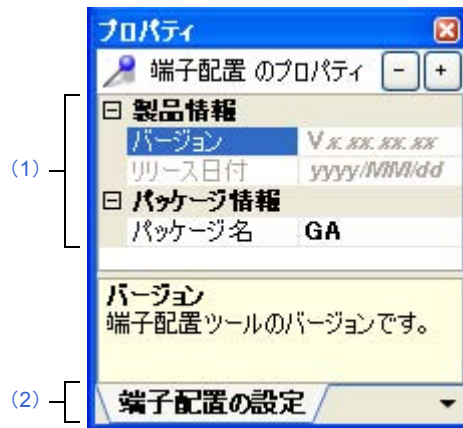 プロパティ
端子配置 のプロパティ
製品情報
バージョン Vx.xx.xx.xx
リリース日付 yyyy/MM/dd
パッケージ情報
パッケージ名 GA
(1)
バージョン
端子配置ツールのバージョンです。
(2)
端子配置の設定